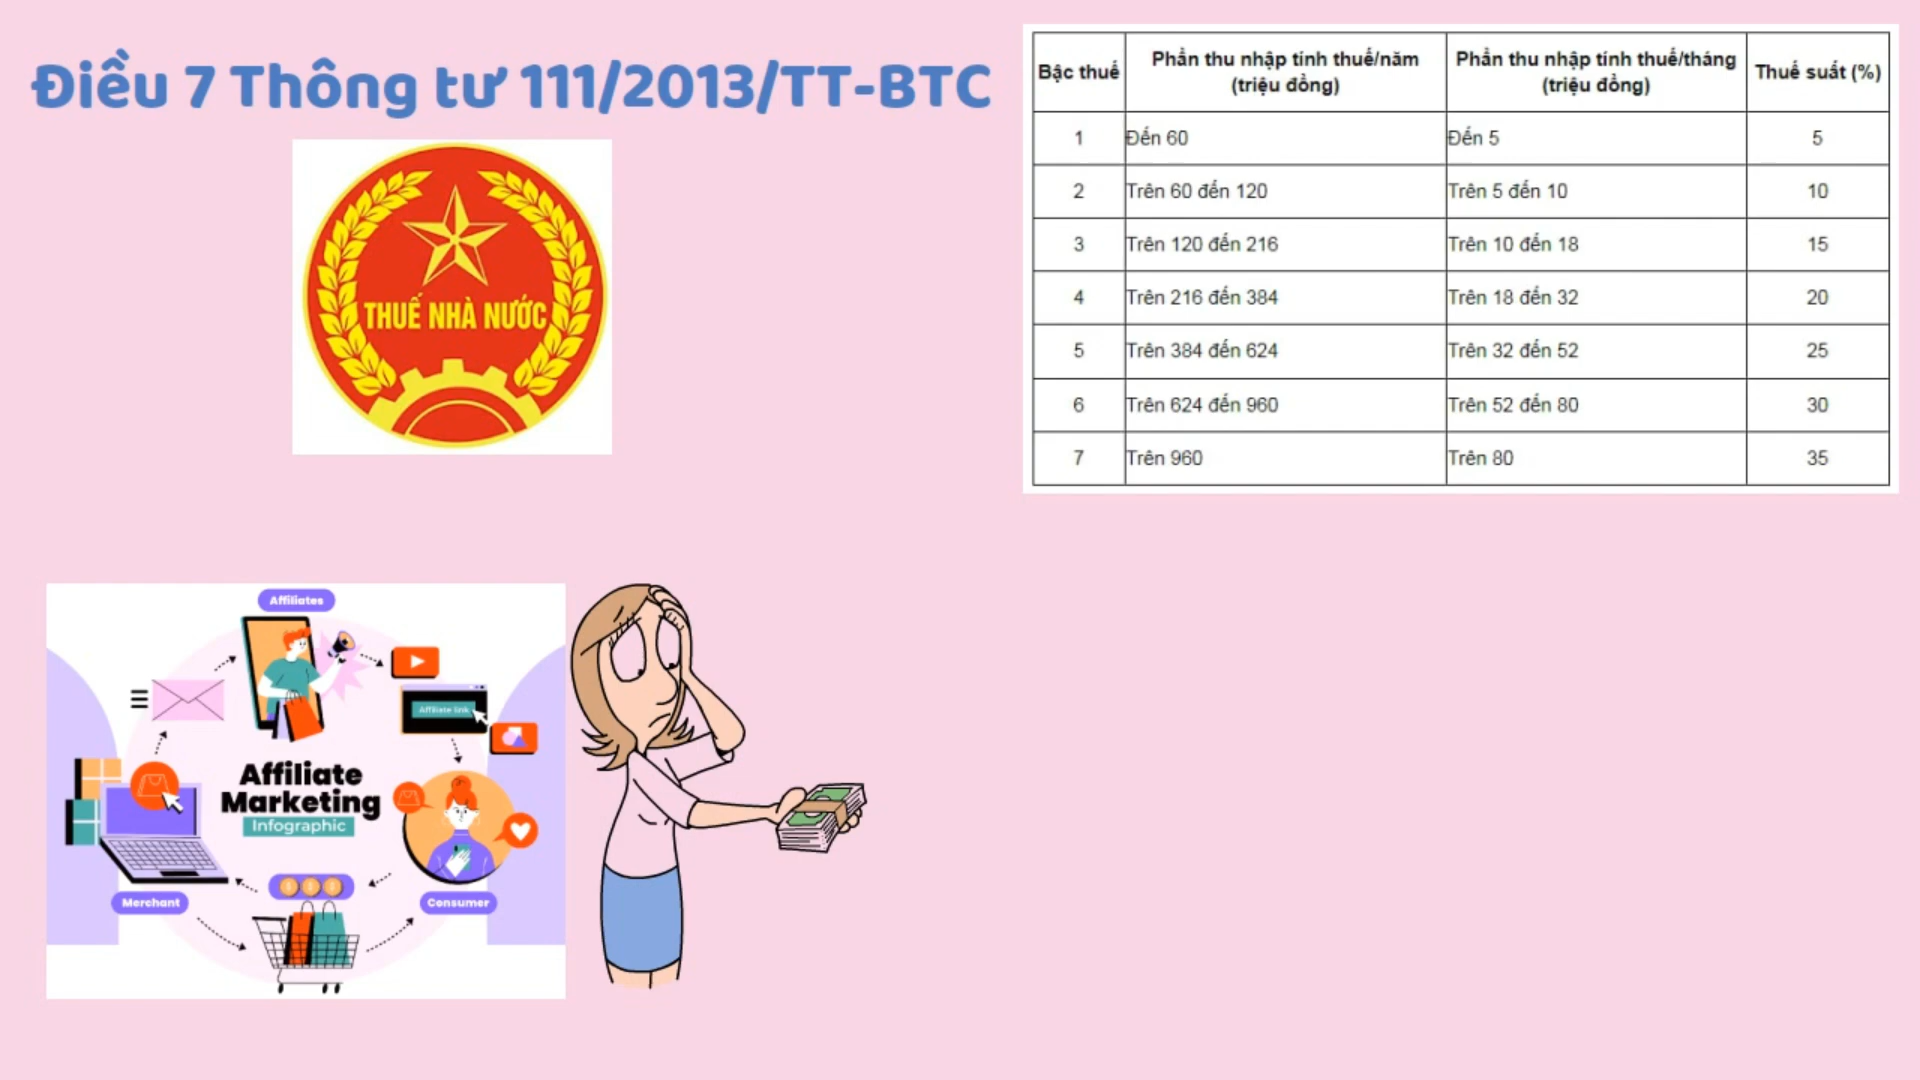 Điều 7 Thông tư 111/2013/TT-BTC
THUẾ NHÀ NƯỚC
Bậc thuế Phần thu nhập tính thuế/năm (triệu đồng) Phần thu nhập tính thuế/tháng (triệu đồng) Thuế suất (%)
1 Đến 60 Đến 5 5
2 Trên 60 đến 120 Trên 5 đến 10 10
3 Trên 120 đến 216 Trên 10 đến 18 15
4 Trên 216 đến 384 Trên 18 đến 32 20
5 Trên 384 đến 624 Trên 32 đến 52 25
6 Trên 624 đến 960 Trên 52 đến 80 30
7 Trên 960 Trên 80 35
Affiliates
Affiliate link
Affiliate
Marketing
Infographic
Merchant
Consumer